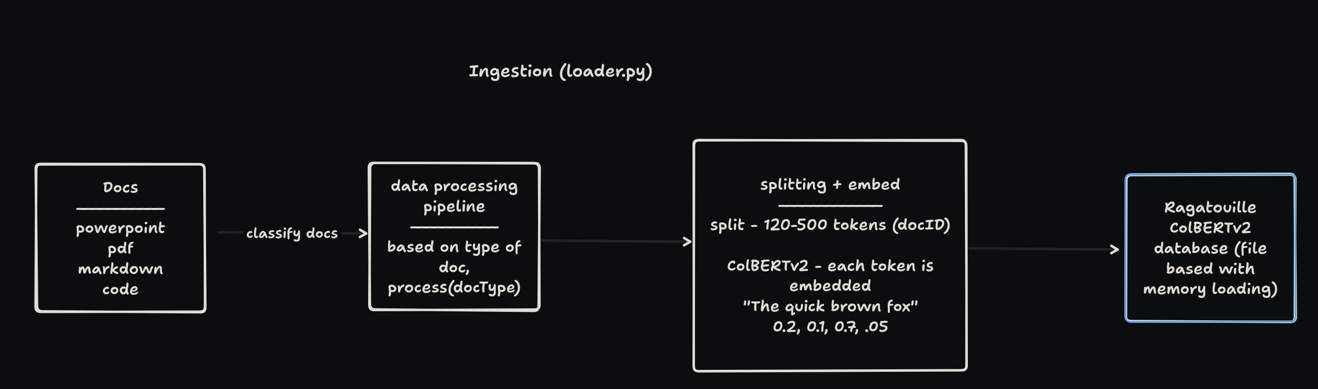 Ingestion (loader.py)
Docs
powerpoint
pdf
markdown
code
classify docs
data processing
pipeline
based on type of
doc,
process(docType)
splitting + embed
split - 120-500 tokens (docID)
ColBERTv2 - each token is
embedded
"The quick brown fox"
0.2, 0.1, 0.7, .05
Ragatouille
ColBERTv2
database (file
based with
memory loading)